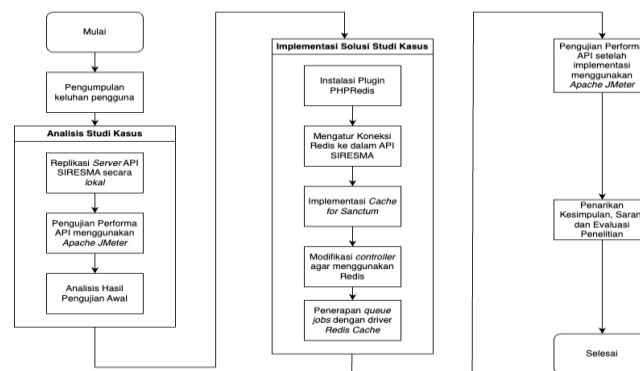 Mulai
Pengumpulan
keluhan pengguna
Analisis Studi Kasus
Replikasi Server API
SIRESMA secara
lokal
Pengujian Performa
API menggunakan
Apache JMeter
Analisis Hasil
Pengujian Awal
Implementasi Solusi Studi Kasus
Instalasi Plugin
PHPRedis
Mengatur Koneksi
Redis ke dalam API
SIRESMA
Implementasi Cache
for Sanctum
Modifikasi controller
agar menggunakan
Redis
Penerapan queue
jobs dengan driver
Redis Cache
Pengujian Performa
API setelah
implementasi
menggunakan
Apache JMeter
Penarikan
Kesimpulan, Saran
dan Evaluasi
Penelitian
Selesai